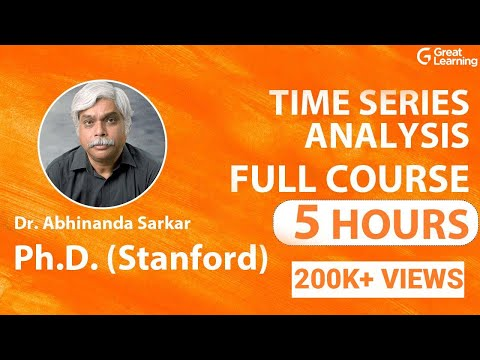 Great
Learning
TIME SERIES
ANALYSIS
FULL COURSE
5 HOURS
200K+ VIEWS
Dr. Abhinanda Sarkar
Ph.D. (Stanford)